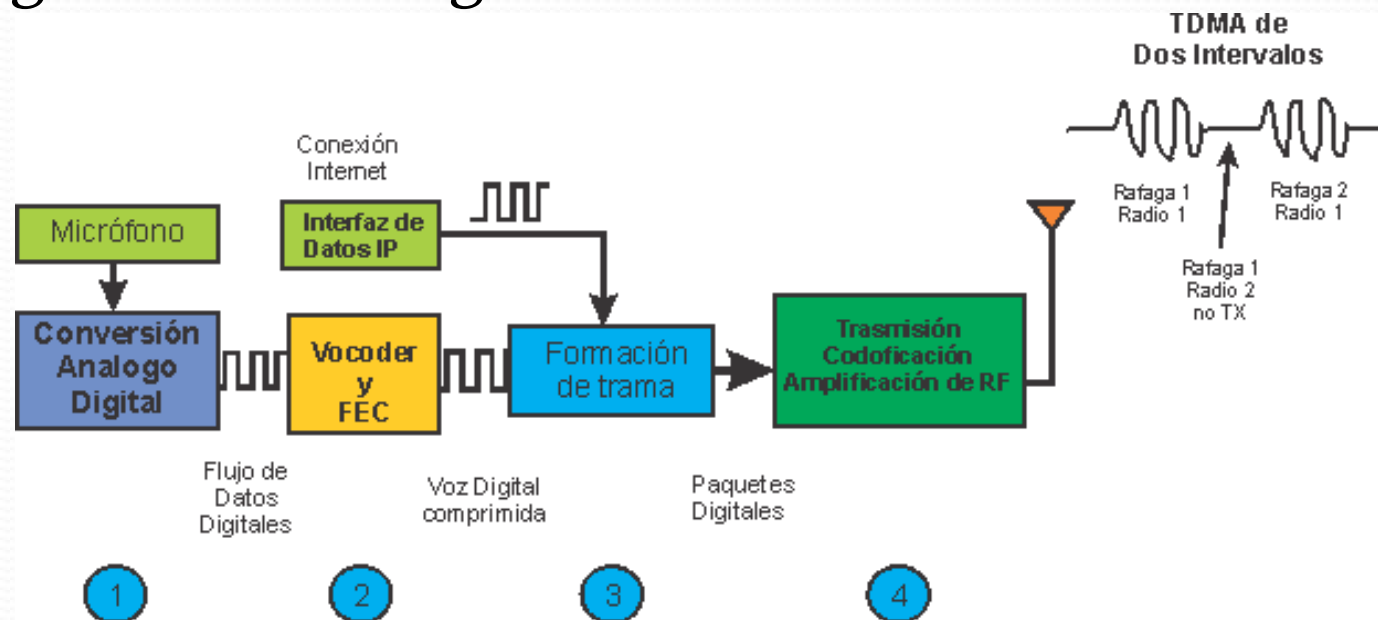 TDMA de
Dos Intervalos
Conexión
Internet
Rafaga 1
Radio 1
Rafaga 2
Radio 1
Micrófono
Interfaz de
Datos IP
Rafaga 1
Radio 2
no TX
Conversión
Analogo
Digital
Vocoder
y
FEC
Formación
de trama
Trasmisión
Codoficación
Amplificación de RF
Flujo de
Datos
Digitales
Voz Digital
comprimida
Paquetes
Digitales
1
2
3
4